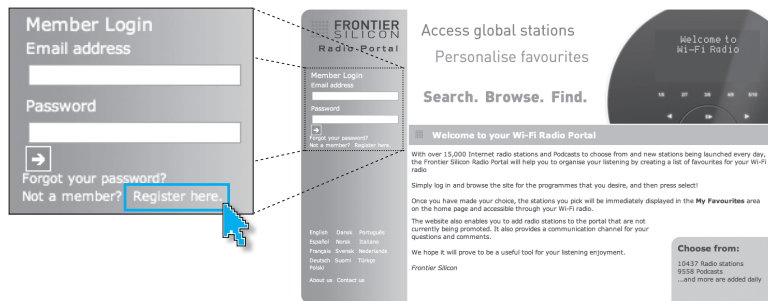 Member Login
Email address
Password
Forgot your password?
Not a member? Register here.
FRONTIER
SILICON
Radio Portal
Member Login
Email address
Password
Forgot your password?
Not a member? Register here.
English Dansk Português
Español Norsk Italiano
Français Svensk Nederlands
Deutsch Suomi Türkçe
Polski
About us Contact us
Access global stations
Personalise favourites
Search. Browse. Find.
Welcome to
Wi-Fi Radio
1/6 2/7 3/8 4/9 5/10
Welcome to your Wi-Fi Radio Portal
With over 15,000 Internet radio stations and Podcasts to choose from and new stations being launched every day,
the Frontier Silicon Radio Portal will help you to organise your listening by creating a list of favourites for your Wi-Fi
radio
Simply log in and browse the site for the programmes that you desire, and then press select!
Once you have made your choice, the stations you pick will be immediately displayed in the My Favourites area
on the home page and accessible through your Wi-Fi radio.
The website also enables you to add radio stations to the portal that are not
currently being promoted. It also provides a communication channel for your
questions and comments.
We hope it will prove to be a useful tool for your listening enjoyment.
Frontier Silicon
Choose from:
10437 Radio stations
9558 Podcasts
...and more are added daily